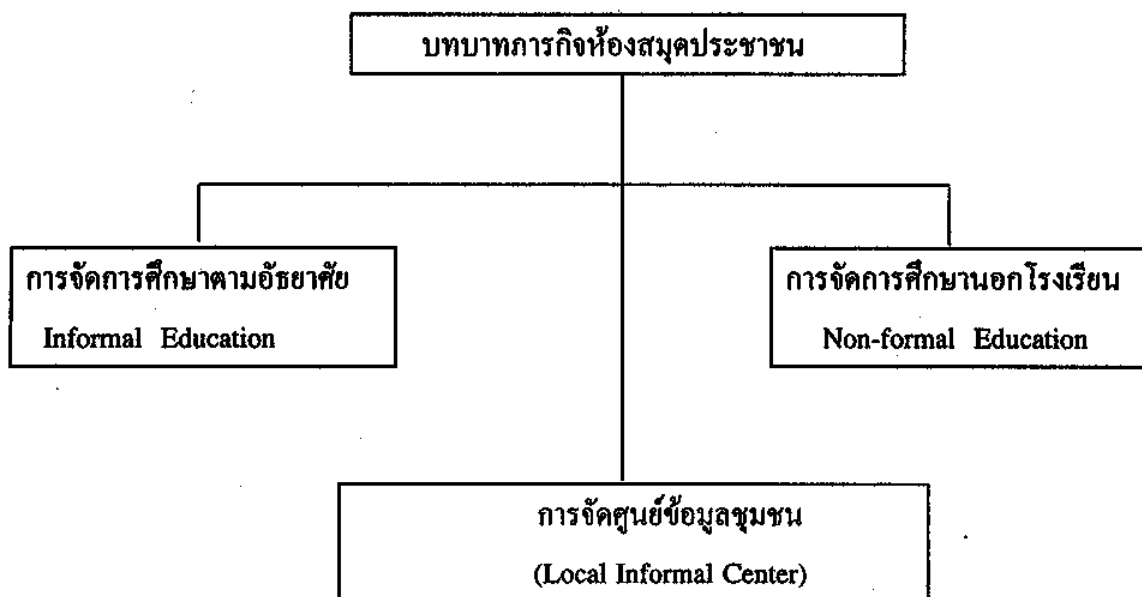 บทบาทภารกิจห้องสมุดประชาชน
การจัดการศึกษาตามอัธยาศัย
Informal Education
การจัดการศึกษานอกโรงเรียน
Non-formal Education
การจัดศูนย์ข้อมูลชุมชน
(Local Informal Center)